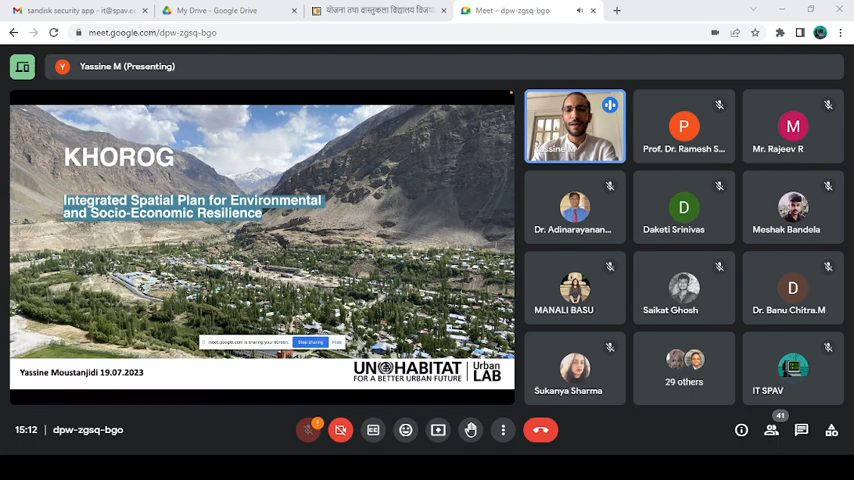 sandisk security app - it@spav.ec
My Drive - Google Drive
योजना तथा वास्तुकला विद्यालय विजय
Meet – dpw-zgsq-bgo
meet.google.com/dpw-zgsq-bgo
Y
Yassine M (Presenting)
KHOROG
Integrated Spatial Plan for Environmental
and Socio-Economic Resilience
meet.google.com is sharing your screen.
Stop sharing
Hide
Yassine Moustanjidi 19.07.2023
UN HABITAT
FOR A BETTER URBAN FUTURE
Urban
LAB
Yassine M
P
Prof. Dr. Ramesh S...
M
Mr. Rajeev R
Dr. Adinarayanan...
D
Daketi Srinivas
Meshak Bandela
MANALI BASU
Saikat Ghosh
D
Dr. Banu Chitra.M
Sukanya Sharma
29 others
IT SPAV
15:12
dpw-zgsq-bgo
41